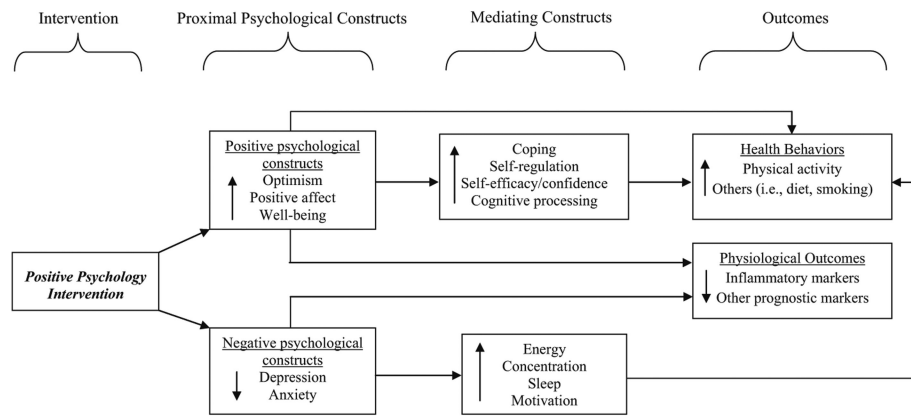 Intervention
Proximal Psychological Constructs
Mediating Constructs
Outcomes
Positive psychological
constructs
Optimism
Positive affect
Well-being
Coping
Self-regulation
Self-efficacy/confidence
Cognitive processing
Health Behaviors
Physical activity
Others (i.e., diet, smoking)
Positive Psychology
Intervention
Physiological Outcomes
Inflammatory markers
Other prognostic markers
Negative psychological
constructs
Depression
Anxiety
Energy
Concentration
Sleep
Motivation